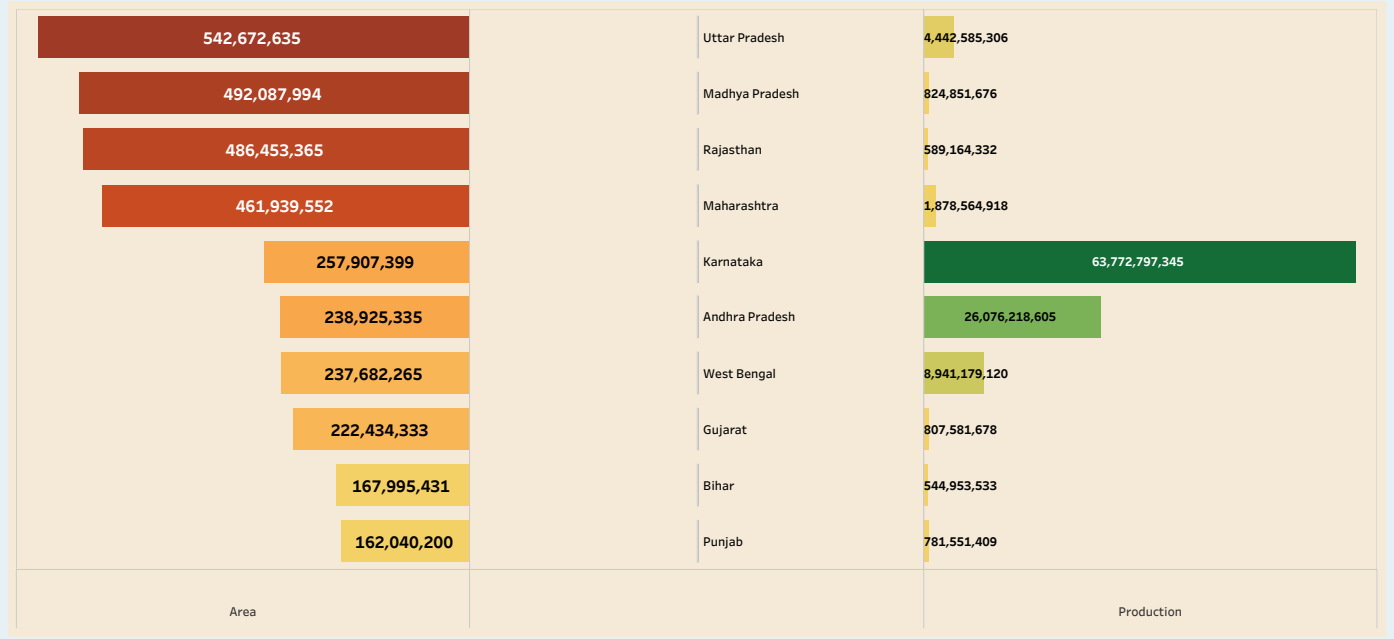 542,672,635 Uttar Pradesh 4,442,585,306
492,087,994 Madhya Pradesh 824,851,676
486,453,365 Rajasthan 589,164,332
461,939,552 Maharashtra 1,878,564,918
257,907,399 Karnataka 63,772,797,345
238,925,335 Andhra Pradesh 26,076,218,605
237,682,265 West Bengal 8,941,179,120
222,434,333 Gujarat 807,581,678
167,995,431 Bihar 544,953,533
162,040,200 Punjab 781,551,409
Area Production